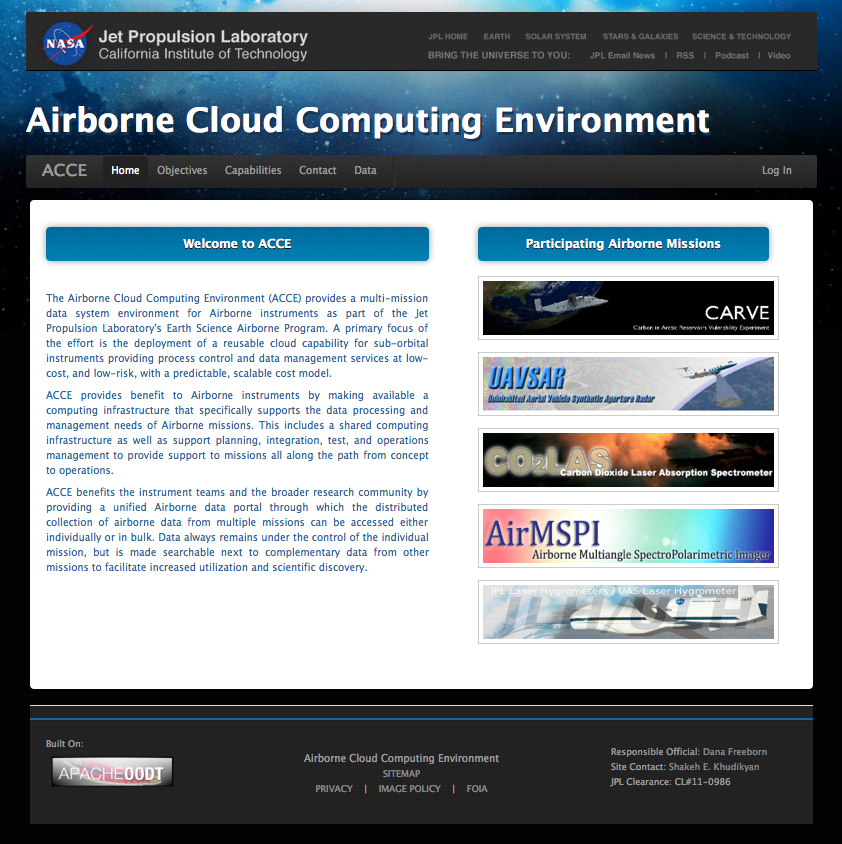 NASA
Jet Propulsion Laboratory
California Institute of Technology
JPL HOME EARTH SOLAR SYSTEM STARS & GALAXIES SCIENCE & TECHNOLOGY
BRING THE UNIVERSE TO YOU: JPL Email News | RSS | Podcast | Video
Airborne Cloud Computing Environment
ACCE Home Objectives Capabilities Contact Data Log In
Welcome to ACCE
The Airborne Cloud Computing Environment (ACCE) provides a multi-mission
data system environment for Airborne instruments as part of the Jet
Propulsion Laboratory's Earth Science Airborne Program. A primary focus of
the effort is the deployment of a reusable cloud capability for sub-orbital
instruments providing process control and data management services at low-
cost, and low-risk, with a predictable, scalable cost model.
ACCE provides benefit to Airborne instruments by making available a
computing infrastructure that specifically supports the data processing and
management needs of Airborne missions. This includes a shared computing
infrastructure as well as support planning, integration, test, and operations
management to provide support to missions all along the path from concept
to operations.
ACCE benefits the instrument teams and the broader research community by
providing a unified Airborne data portal through which the distributed
collection of airborne data from multiple missions can be accessed either
individually or in bulk. Data always remains under the control of the individual
mission, but is made searchable next to complementary data from other
missions to facilitate increased utilization and scientific discovery.
Participating Airborne Missions
CARVE
Carbon in Arctic Reservoirs Vulnerability Experiment
UAVSAR
Uninhabited Aerial Vehicle Synthetic Aperture Radar
CO2LAS
Carbon Dioxide Laser Absorption Spectrometer
AirMSPI
Airborne Multiangle SpectroPolarimetric Imager
JPL Laser Hygrometers / UAS Laser Hygrometer
Built On:
APACHE OODT
Airborne Cloud Computing Environment
SITEMAP
PRIVACY | IMAGE POLICY | FOIA
Responsible Official: Dana Freeborn
Site Contact: Shakeh E. Khudikyan
JPL Clearance: CL#11-0986